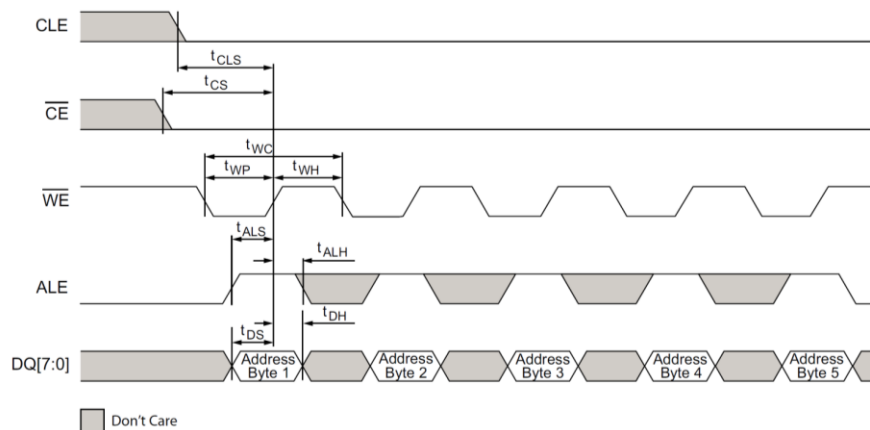 CLE
tCLS
tCS
CE
tWC
tWP
tWH
WE
tALS
tALH
ALE
tDS
tDH
DQ[7:0]
Address
Byte 1
Address
Byte 2
Address
Byte 3
Address
Byte 4
Address
Byte 5
Don't Care